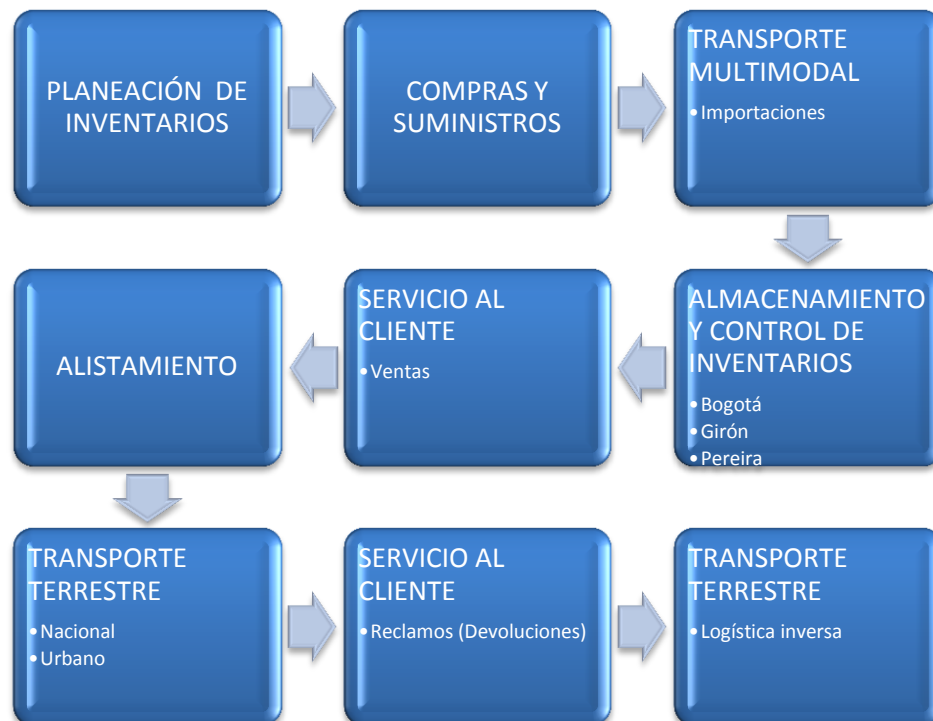 PLANEACIÓN DE
INVENTARIOS
COMPRAS Y
SUMINISTROS
TRANSPORTE
MULTIMODAL
•Importaciones
ALMACENAMIENTO
Y CONTROL DE
INVENTARIOS
•Bogotá
•Girón
•Pereira
SERVICIO AL
CLIENTE
•Ventas
ALISTAMIENTO
TRANSPORTE
TERRESTRE
•Nacional
•Urbano
SERVICIO AL
CLIENTE
•Reclamos (Devoluciones)
TRANSPORTE
TERRESTRE
•Logística inversa